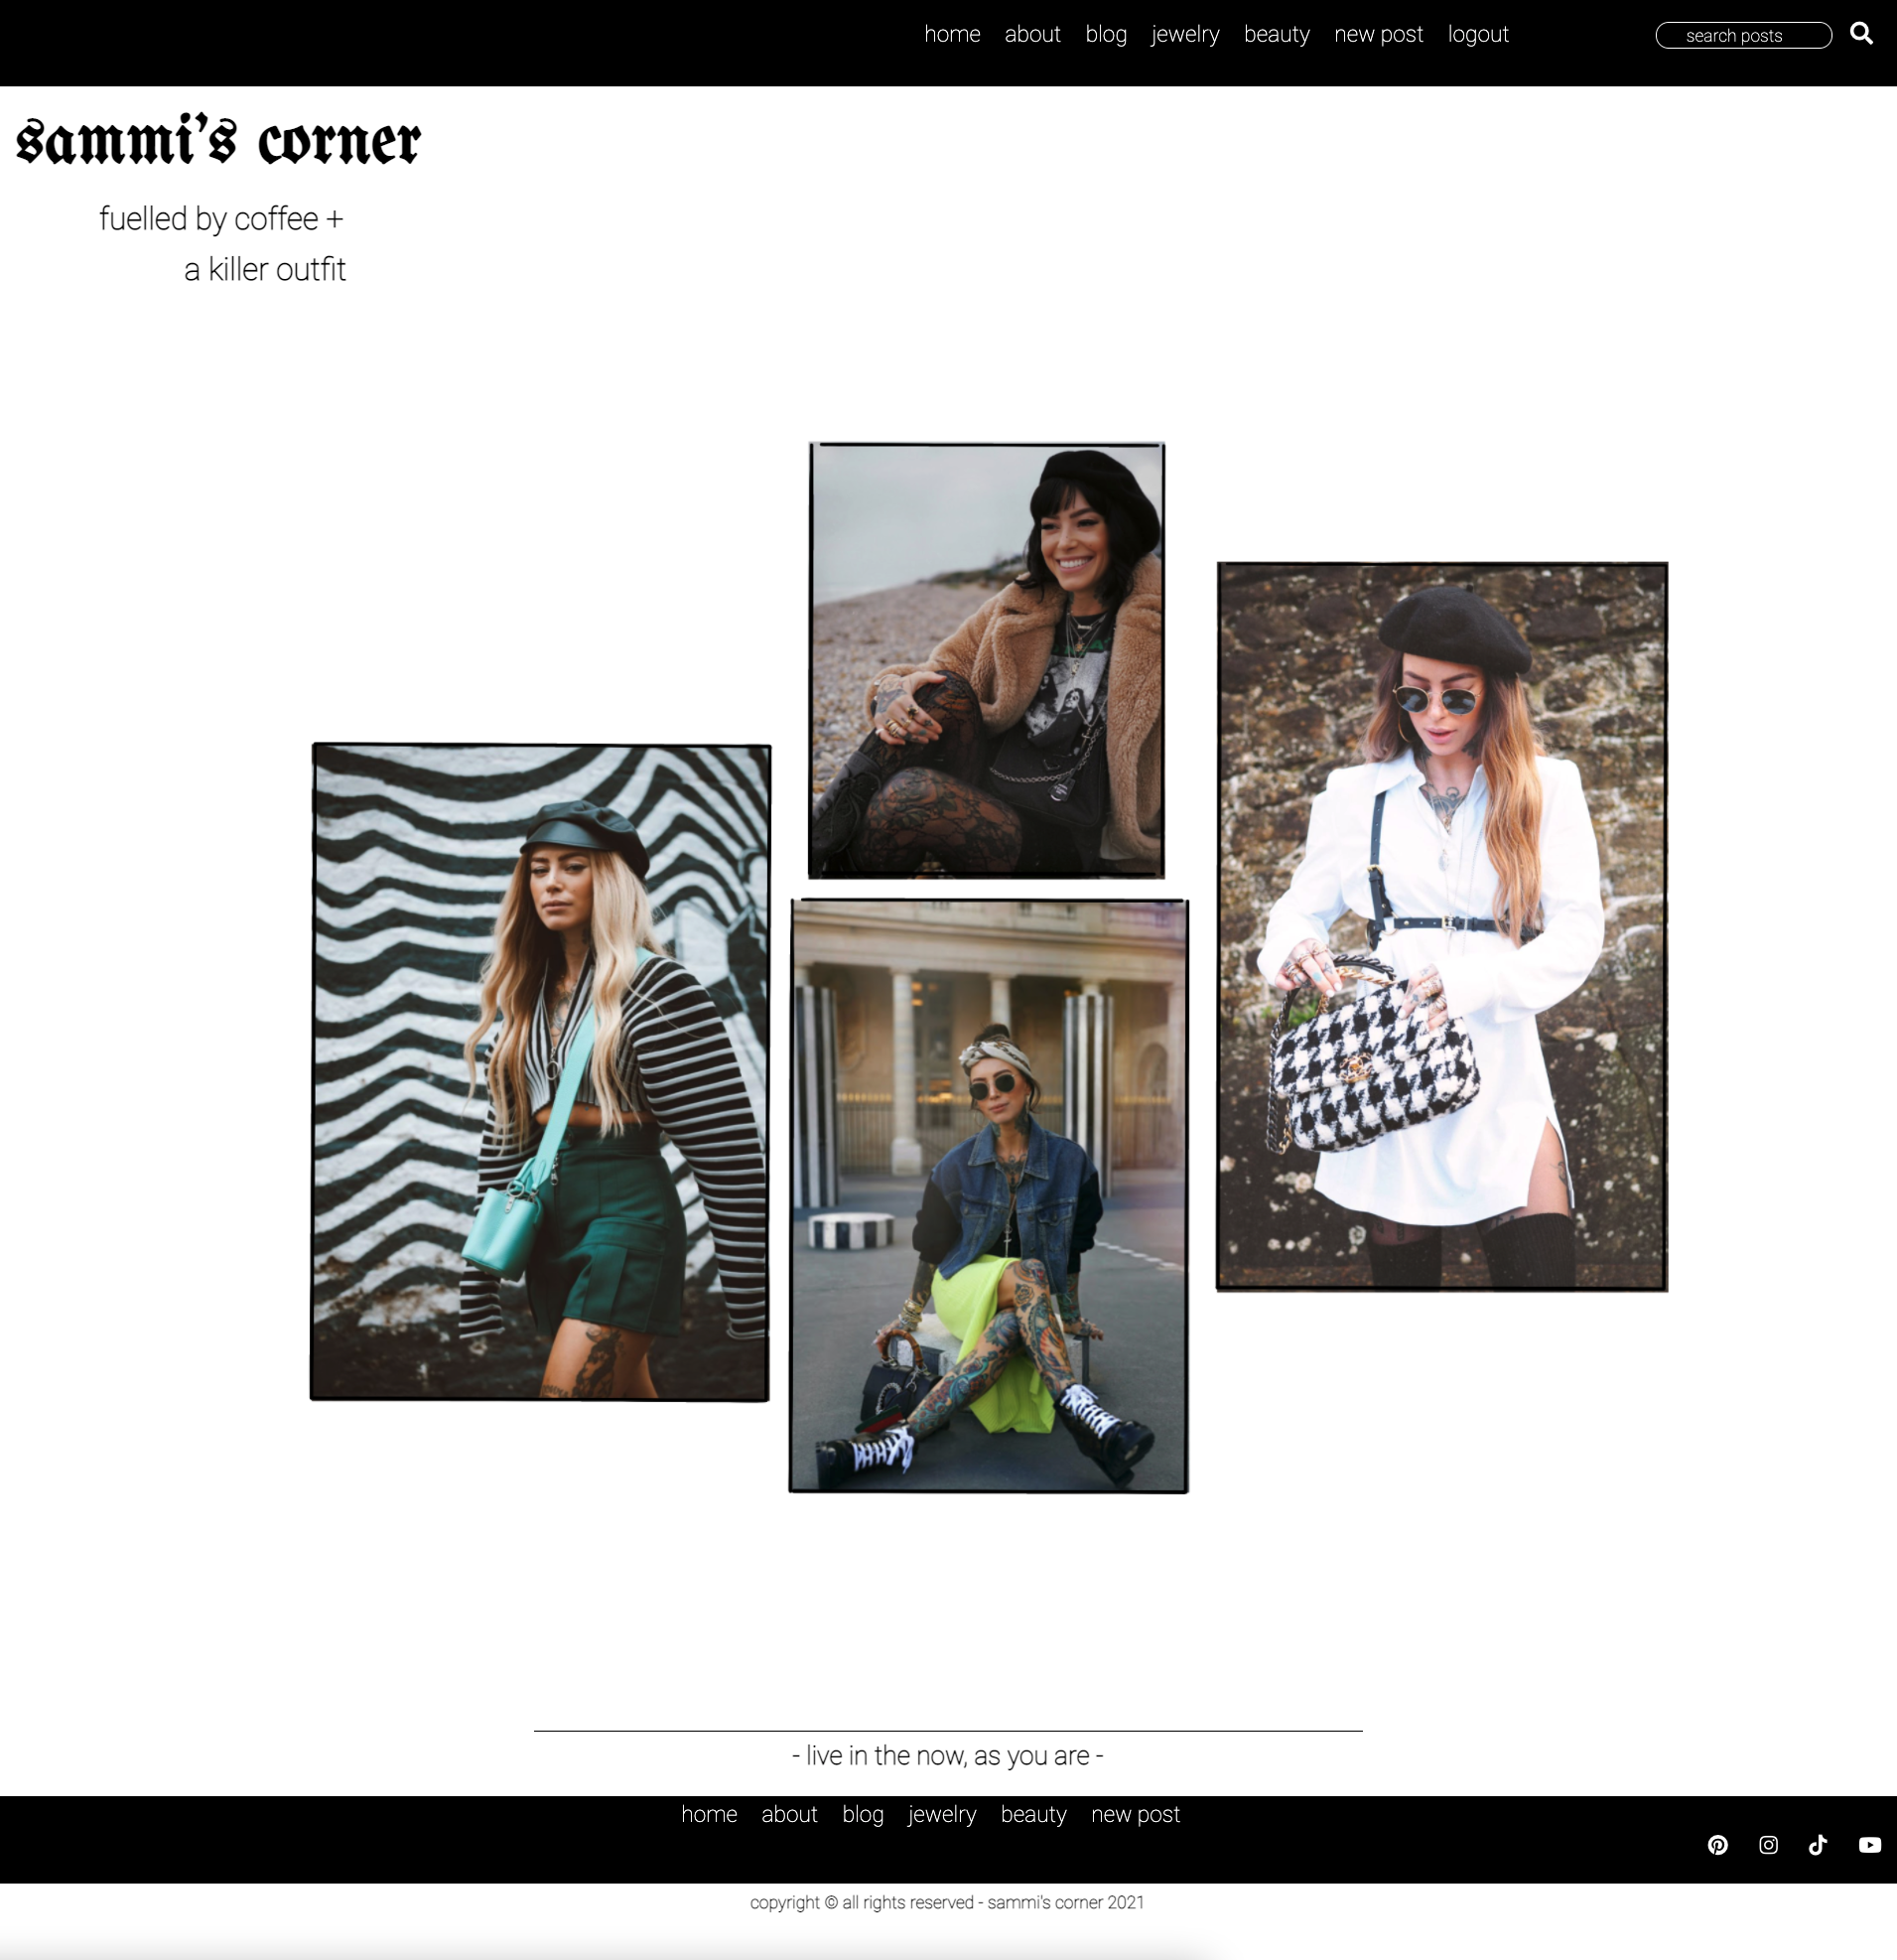 home about blog jewelry beauty new post logout search posts
sammi's corner
fuelled by coffee +
a killer outfit
- live in the now, as you are -
home about blog jewelry beauty new post
copyright © all rights reserved - sammi's corner 2021